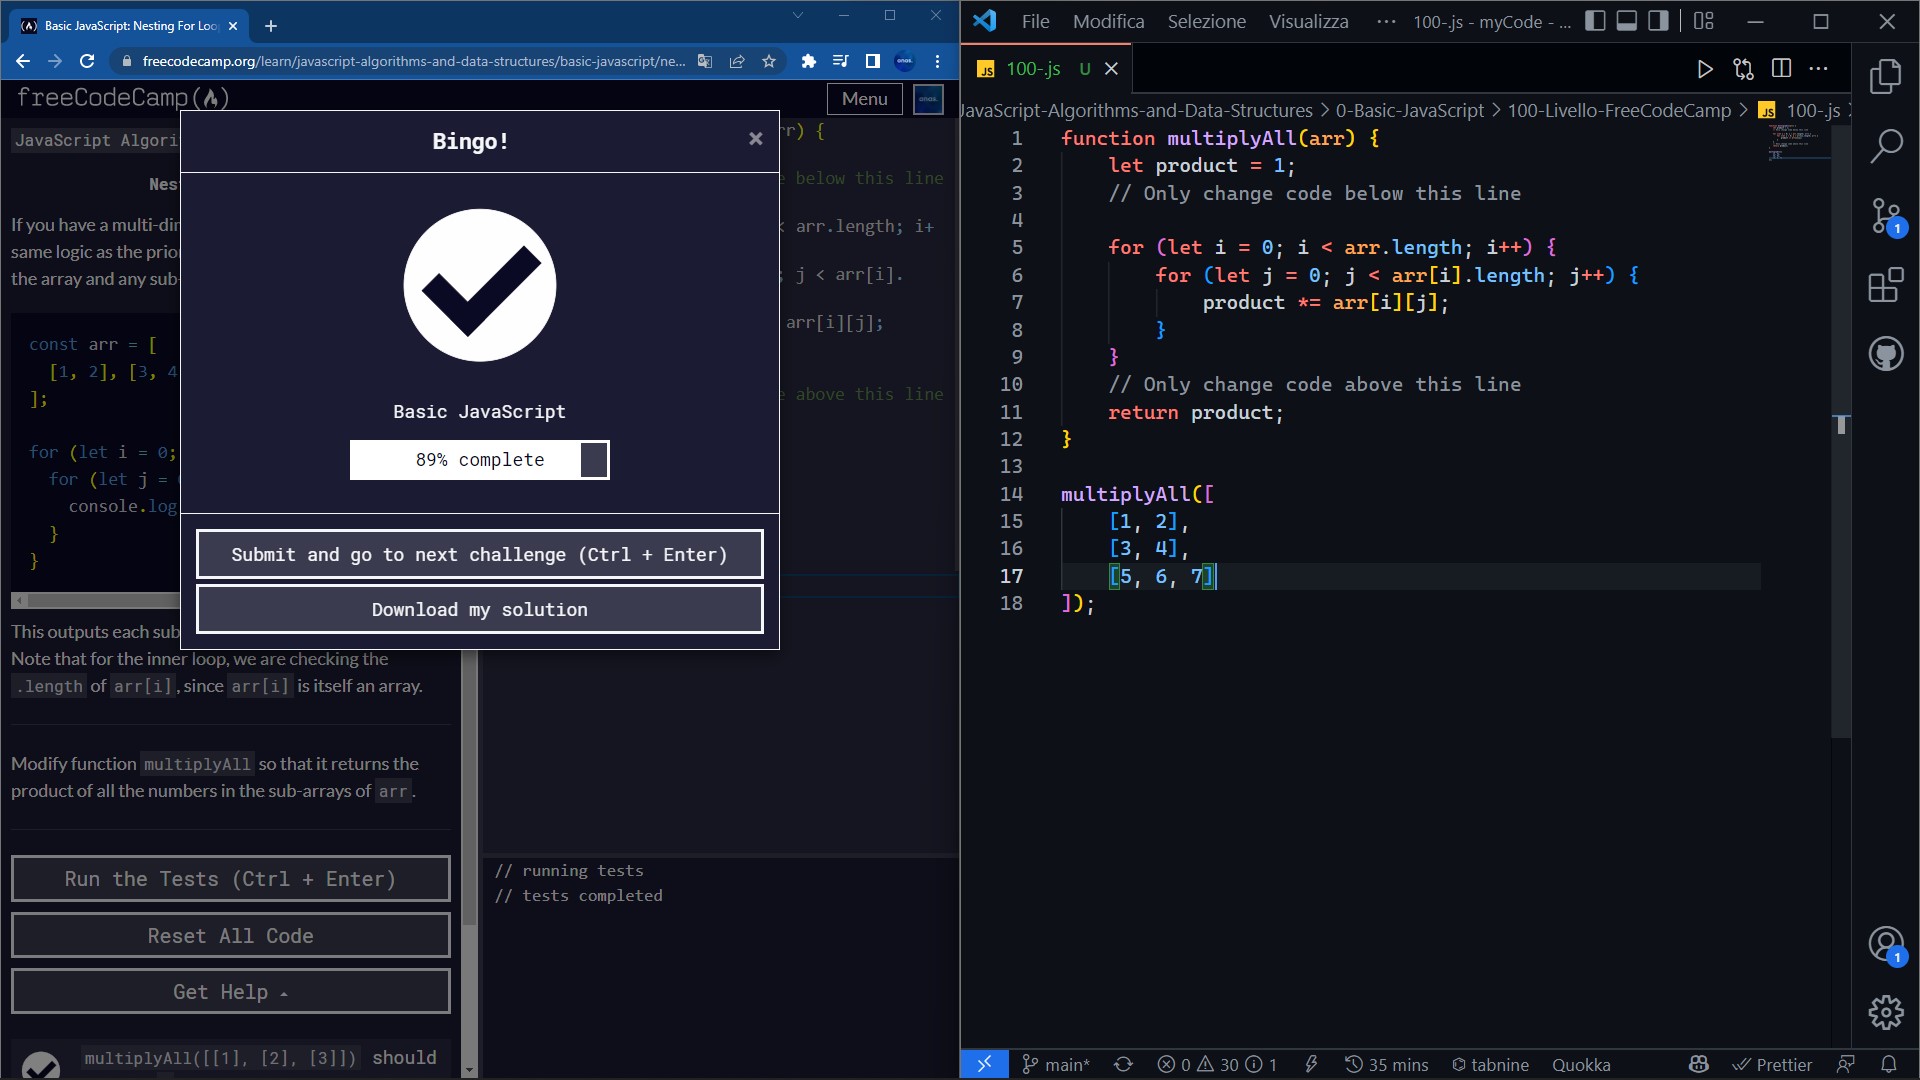 Basic JavaScript: Nesting For Loo
freecodecamp.org/learn/javascript-algorithms-and-data-structures/basic-javascript/ne...
freeCodeCamp
Menu
JavaScript Algori
Nes
If you have a multi-dir
same logic as the prio
the array and any sub-
const arr = [
[1, 2], [3, 4
];
for (let i = 0;
for (let j =
console.log
}
}
This outputs each sub
Note that for the inner loop, we are checking the
.length of arr[i], since arr[i] is itself an array.
Modify function multiplyAll so that it returns the
product of all the numbers in the sub-arrays of arr.
Run the Tests (Ctrl + Enter)
Reset All Code
Get Help
multiplyAll([[1], [2], [3]]) should
r) {
below this line
< arr.length; i+
; j < arr[i].
arr[i][j];
above this line
Bingo!
×
Basic JavaScript
89% complete
Submit and go to next challenge (Ctrl + Enter)
Download my solution
// running tests
// tests completed
File Modifica Selezione Visualizza ··· 100-.js - myCode - ...
JS 100-.js U
JavaScript-Algorithms-and-Data-Structures > 0-Basic-JavaScript > 100-Livello-FreeCodeCamp > JS 100-.js >
1 function multiplyAll(arr) {
2 let product = 1;
3 // Only change code below this line
4
5 for (let i = 0; i < arr.length; i++) {
6 for (let j = 0; j < arr[i].length; j++) {
7 product *= arr[i][j];
8 }
9 }
10 // Only change code above this line
11 return product;
12 }
13
14 multiplyAll([
15 [1, 2],
16 [3, 4],
17 [5, 6, 7]
18 ]);
1
1
main* 0 30 1 35 mins tabnine Quokka Prettier